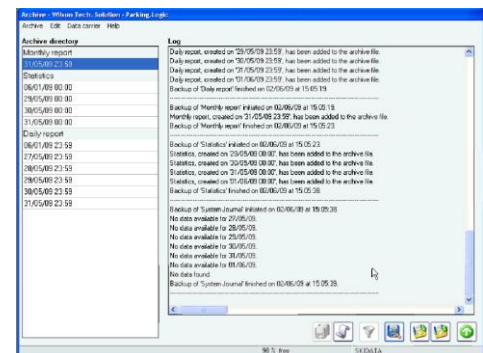 Archive - Wilson Tech. Solution - Parking.Logic
Archive Edit Data carrier Help
Archive directory
Monthly report
31/05/09 23:59
Statistics
06/01/09 00:00
29/05/09 00:00
30/05/09 00:00
31/05/09 00:00
Daily report
06/01/09 23:59
27/05/09 23:59
28/05/09 23:59
29/05/09 23:59
30/05/09 23:59
31/05/09 23:59
Log
Daily report, created on '29/05/09 23:59', has been added to the archive file.
Daily report, created on '30/05/09 23:59', has been added to the archive file.
Daily report, created on '31/05/09 23:59', has been added to the archive file.
Backup of 'Daily report' finished on 02/06/09 at 15:05:19.
Backup of 'Monthly report' initiated on 02/06/09 at 15:05:19.
Monthly report, created on '31/05/09 23:59', has been added to the archive file.
Backup of 'Monthly report' finished on 02/06/09 at 15:05:23.
Backup of 'Statistics' initiated on 02/06/09 at 15:05:23.
Statistics, created on '29/05/09 00:00', has been added to the archive file.
Statistics, created on '30/05/09 00:00', has been added to the archive file.
Statistics, created on '31/05/09 00:00', has been added to the archive file.
Statistics, created on '01/06/09 00:00', has been added to the archive file.
Backup of 'Statistics' finished on 02/06/09 at 15:05:38.
Backup of 'System Journal' initiated on 02/06/09 at 15:05:38.
No data available for 27/05/09.
No data available for 28/05/09.
No data available for 29/05/09.
No data available for 30/05/09.
No data available for 31/05/09.
No data available for 01/06/09.
No data found.
Backup of 'System Journal' finished on 02/06/09 at 15:05:39.
98 % free
SKIDATA